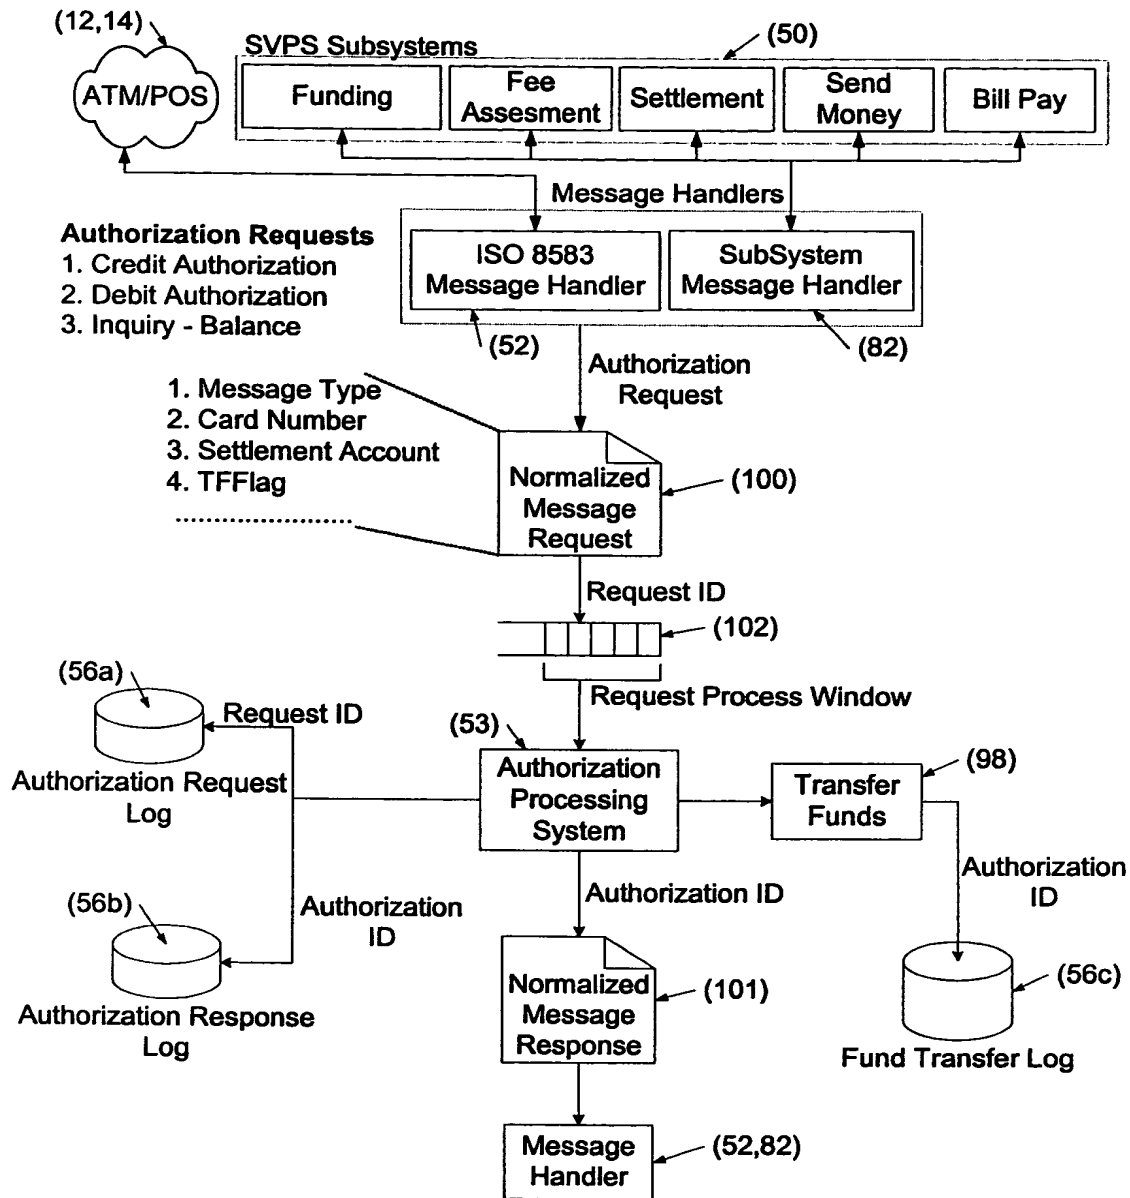 (12,14)
SVPS Subsystems
(50)
ATM/POS
Funding
Fee
Assesment
Settlement
Send
Money
Bill Pay
Message Handlers
Authorization Requests
1. Credit Authorization
2. Debit Authorization
3. Inquiry - Balance
ISO 8583
Message Handler
SubSystem
Message Handler
(52)
(82)
Authorization
Request
1. Message Type
2. Card Number
3. Settlement Account
4. TFFlag
.......................
Normalized
Message
Request
(100)
Request ID
(102)
Request Process Window
(56a)
Request ID
Authorization Request
Log
(53)
Authorization
Processing
System
Transfer
Funds
(98)
Authorization
ID
(56b)
Authorization
ID
Authorization Response
Log
Authorization ID
Normalized
Message
Response
(101)
(56c)
Fund Transfer Log
Message
Handler
(52,82)